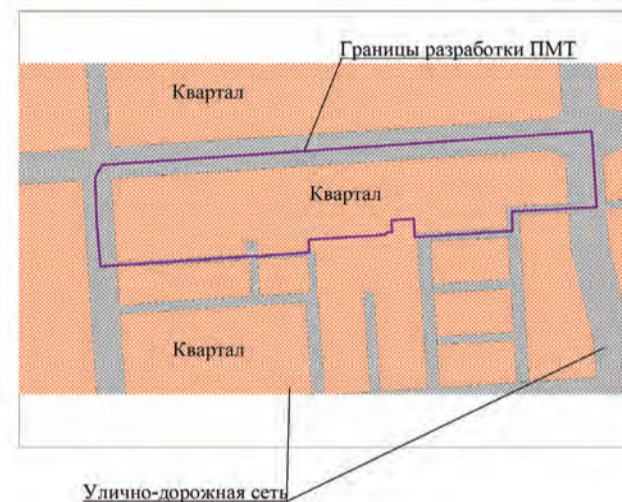 Границы разработки ПМТ
Квартал
Квартал
Квартал
Улично-дорожная сеть